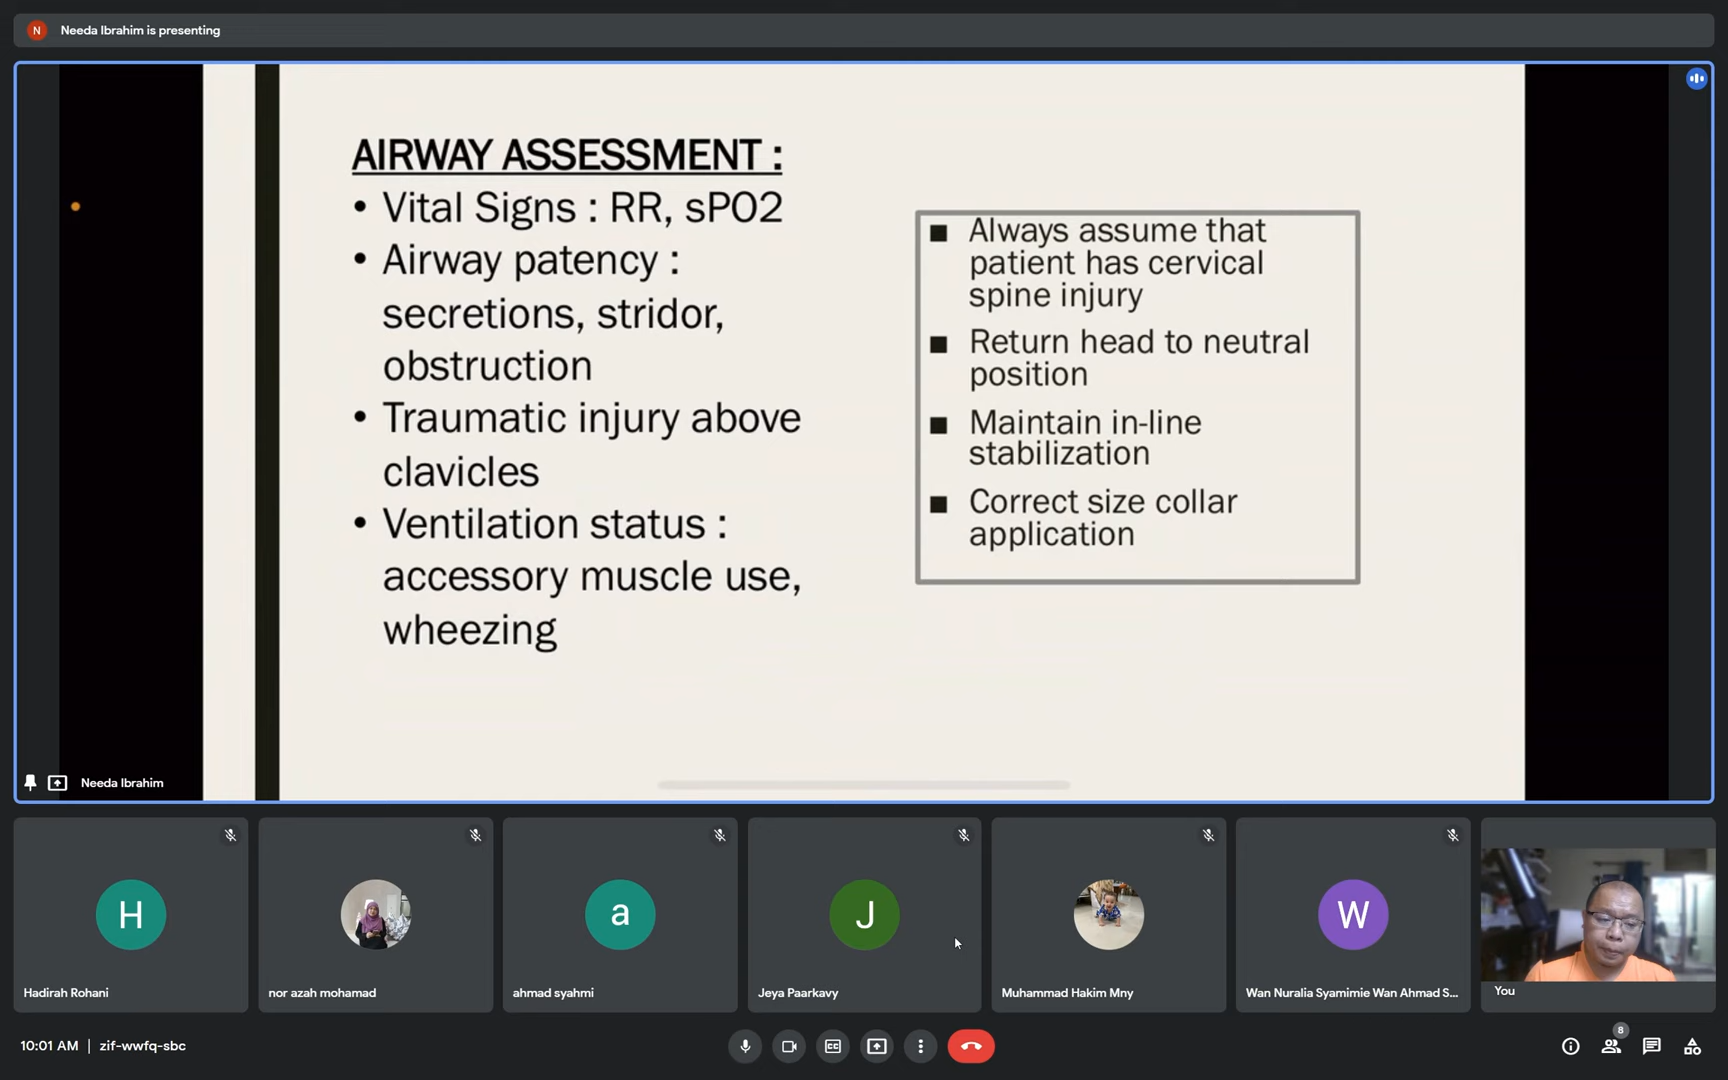 N
Needa Ibrahim is presenting
AIRWAY ASSESSMENT :
• Vital Signs : RR, sPO2
• Airway patency :
secretions, stridor,
obstruction
• Traumatic injury above
clavicles
• Ventilation status :
accessory muscle use,
wheezing
■ Always assume that
patient has cervical
spine injury
■ Return head to neutral
position
■ Maintain in-line
stabilization
■ Correct size collar
application
Needa Ibrahim
H
Hadirah Rohani
nor azah mohamad
a
ahmad syahmi
J
Jeya Paarkavy
Muhammad Hakim Mny
W
Wan Nuralia Syamimie Wan Ahmad S...
You
10:01 AM | zif-wwfq-sbc
CC
8